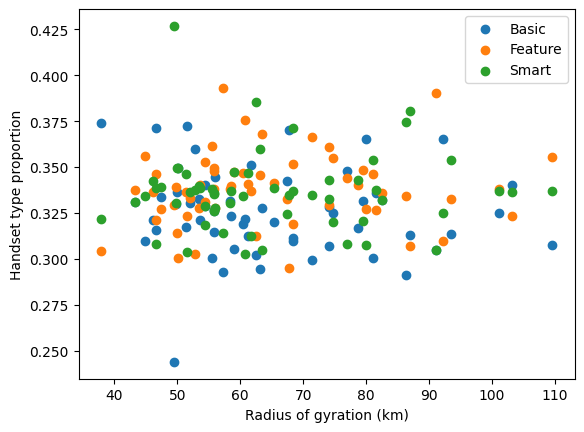 Basic
Feature
Smart
0.425
0.400
0.375
0.350
0.325
0.300
0.275
0.250
Handset type proportion
40 50 60 70 80 90 100 110
Radius of gyration (km)